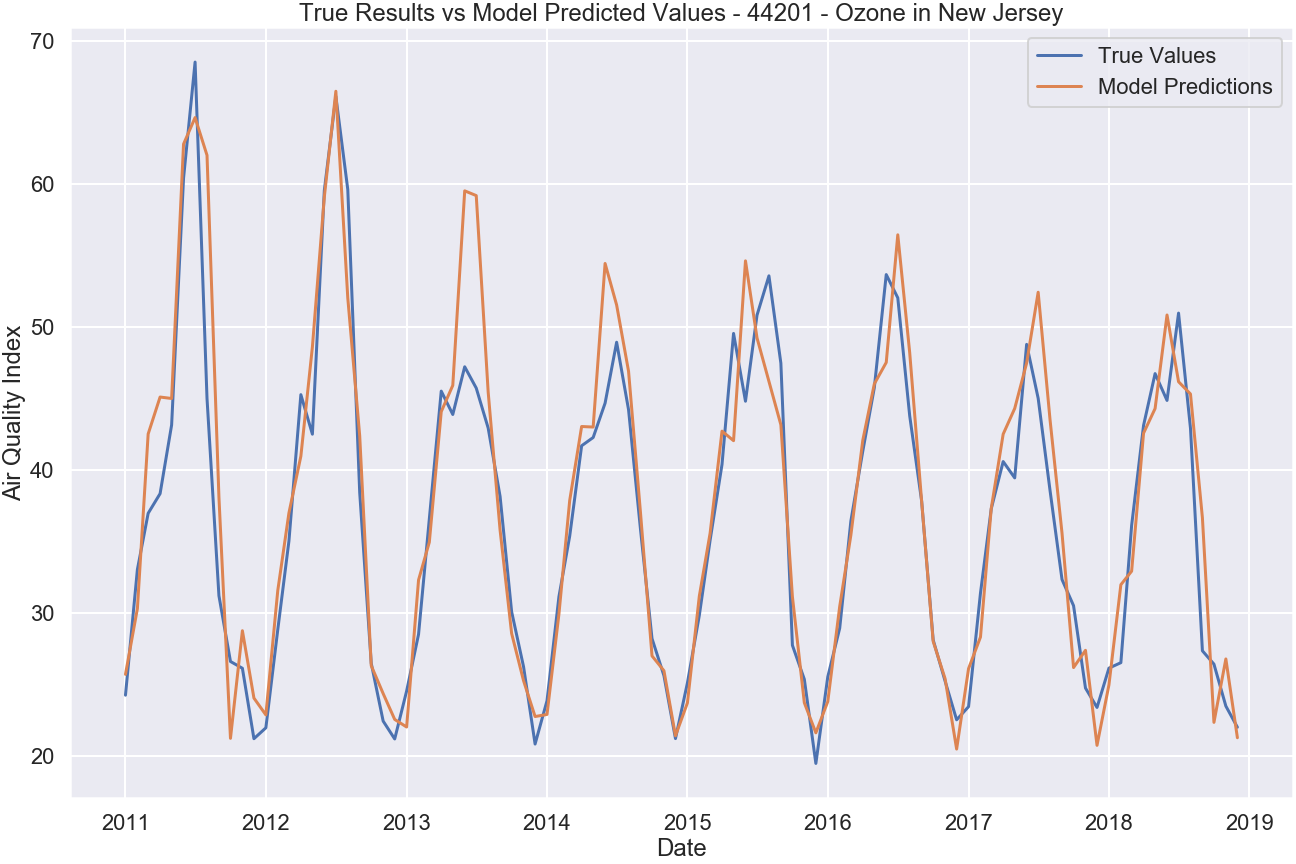 True Results vs Model Predicted Values - 44201 - Ozone in New Jersey
True Values
Model Predictions
Air Quality Index
70
60
50
40
30
20
2011 2012 2013 2014 2015 2016 2017 2018 2019
Date